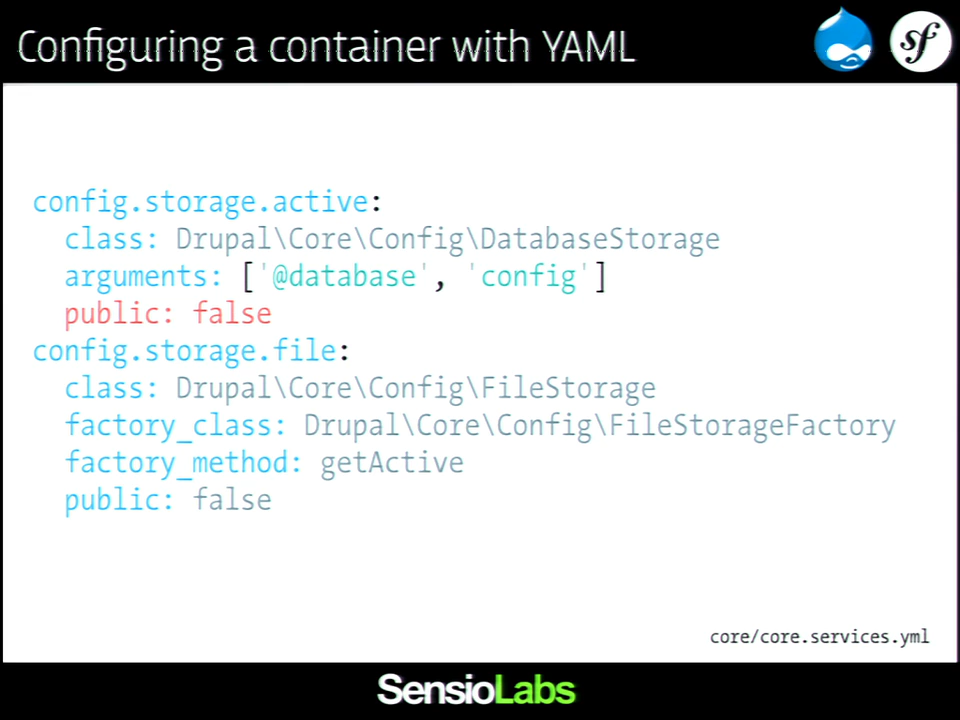 Configuring a container with YAML
sf
config.storage.active:
  class: Drupal\Core\Config\DatabaseStorage
  arguments: ['@database', 'config']
  public: false
config.storage.file:
  class: Drupal\Core\Config\FileStorage
  factory_class: Drupal\Core\Config\FileStorageFactory
  factory_method: getActive
  public: false
core/core.services.yml
SensioLabs